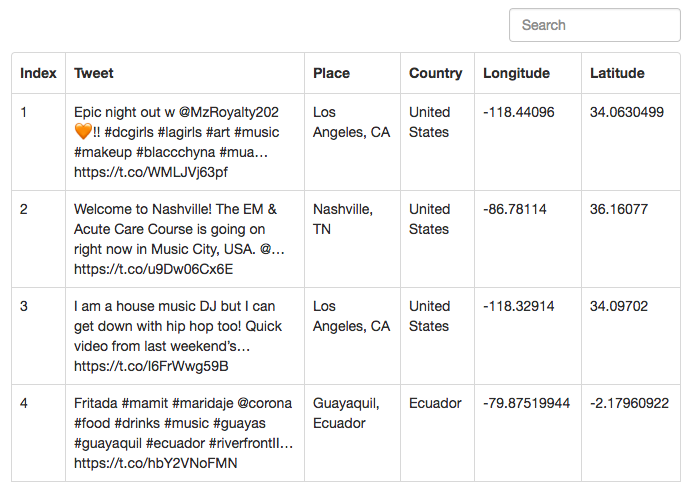 Search
Index Tweet Place Country Longitude Latitude
1 Epic night out w @MzRoyalty202 Los United -118.44096 34.0630499
🧡!! #dcgirls #lagirls #art #music Angeles, CA States
#makeup #blaccchyna #mua…
https://t.co/WMLJVj63pf
2 Welcome to Nashville! The EM & Nashville, United -86.78114 36.16077
Acute Care Course is going on TN States
right now in Music City, USA. @…
https://t.co/u9Dw06Cx6E
3 I am a house music DJ but I can Los United -118.32914 34.09702
get down with hip hop too! Quick Angeles, CA States
video from last weekend’s…
https://t.co/I6FrWwg59B
4 Fritada #mamit #maridaje @corona Guayaquil, Ecuador -79.87519944 -2.17960922
#food #drinks #music #guayas Ecuador
#guayaquil #ecuador #riverfrontII…
https://t.co/hbY2VNoFMN